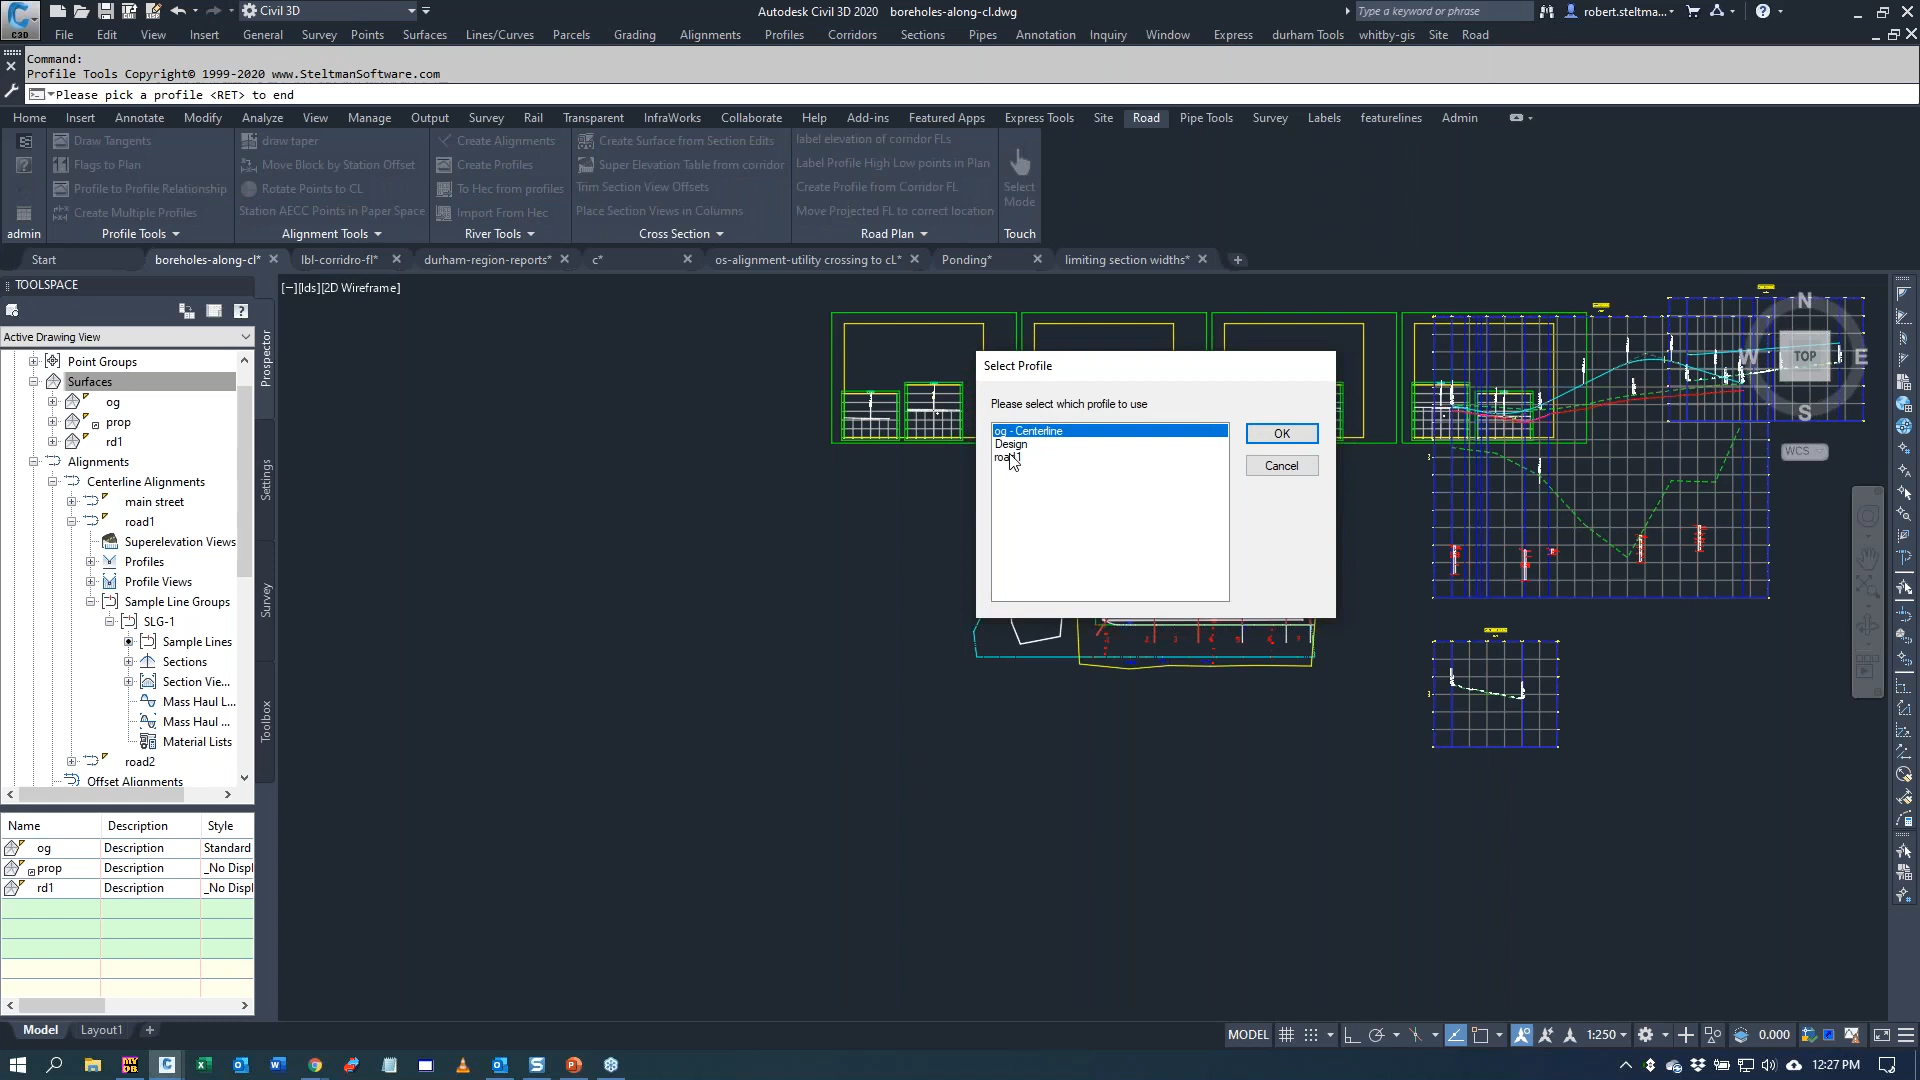 C3D
Civil 3D
Autodesk Civil 3D 2020 boreholes-along-cl.dwg
Type a keyword or phrase
robert.steltma...
File Edit View Insert General Survey Points Surfaces Lines/Curves Parcels Grading Alignments Profiles Corridors Sections Pipes Annotation Inquiry Window Express durham Tools whitby-gis Site Road
Command:
Profile Tools Copyright© 1999-2020 www.SteltmanSoftware.com
Please pick a profile <RET> to end
Home Insert Annotate Modify Analyze View Manage Output Survey Rail Transparent InfraWorks Collaborate Help Add-ins Featured Apps Express Tools Site Road Pipe Tools Survey Labels featurelines Admin
Draw Tangents draw taper Create Alignments Create Surface from Section Edits label elevation of corridor FLs
Flags to Plan Move Block by Station Offset Create Profiles Super Elevation Table from corridor Label Profile High Low points in Plan
Profile to Profile Relationship Rotate Points to CL To Hec from profiles Trim Section View Offsets Create Profile from Corridor FL Select
Create Multiple Profiles Station AECC Points in Paper Space Import From Hec Place Section Views in Columns Move Projected FL to correct location Mode
admin Profile Tools Alignment Tools River Tools Cross Section Road Plan Touch
Start boreholes-along-cl* lbl-corridro-fl* durham-region-reports* c* os-alignment-utility crossing to cL* Ponding* limiting section widths*
TOOLSPACE
[−][lds][2D Wireframe]
Active Drawing View
Prospector
Settings
Survey
Toolbox
Point Groups
Surfaces
og
prop
rd1
Alignments
Centerline Alignments
main street
road1
Superelevation Views
Profiles
Profile Views
Sample Line Groups
SLG-1
Sample Lines
Sections
Section Vie...
Mass Haul L...
Mass Haul ...
Material Lists
road2
Offset Alignments
Name Description Style
og Description Standard
prop Description _No Displ
rd1 Description _No Displ
Select Profile
Please select which profile to use
og - Centerline
Design
road1
OK
Cancel
N
W TOP E
S
WCS
Model Layout1
MODEL 1:250 0.000
12:27 PM